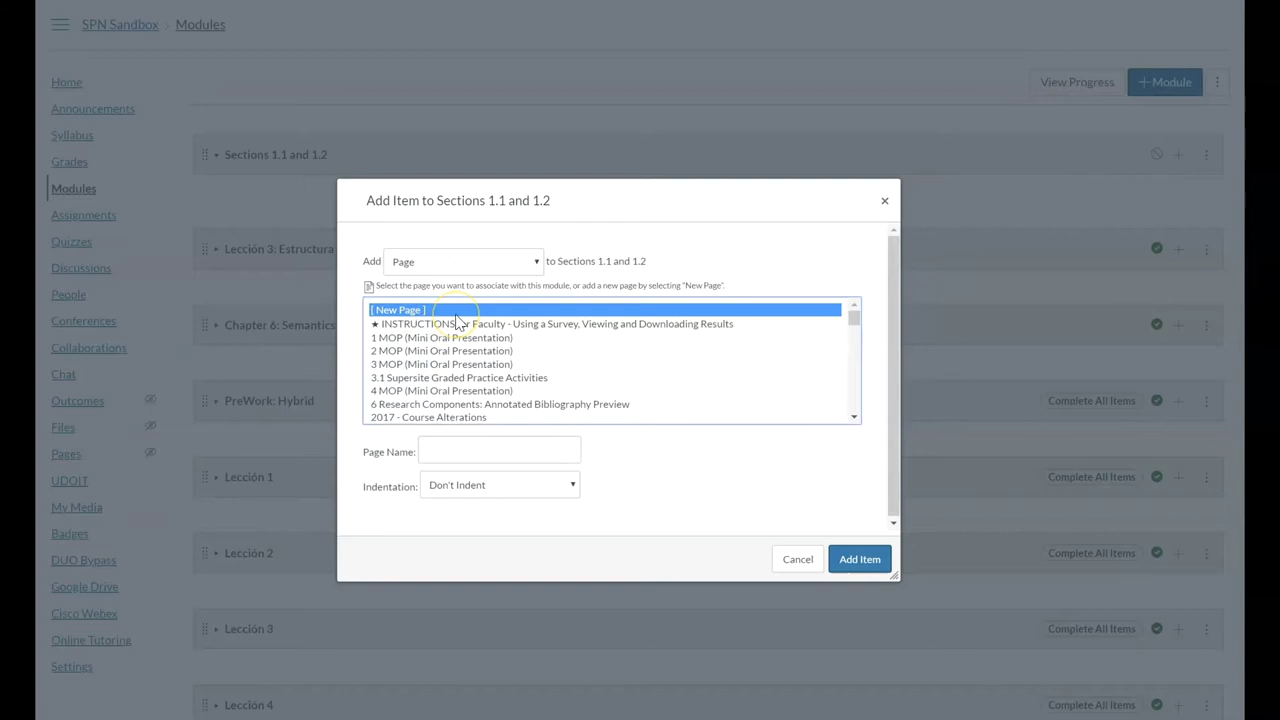 SPN Sandbox › Modules
View Progress
+ Module
Home
Announcements
Syllabus
Grades
Modules
Assignments
Quizzes
Discussions
People
Conferences
Collaborations
Chat
Outcomes
Files
Pages
UDOIT
My Media
Badges
DUO Bypass
Google Drive
Cisco Webex
Online Tutoring
Settings
Sections 1.1 and 1.2
Lección 3: Estructura
Chapter 6: Semantics
PreWork: Hybrid
Complete All Items
Lección 1
Complete All Items
Lección 2
Complete All Items
Lección 3
Complete All Items
Lección 4
Complete All Items
Add Item to Sections 1.1 and 1.2
×
Add Page to Sections 1.1 and 1.2
Select the page you want to associate with this module, or add a new page by selecting "New Page".
[ New Page ]
★ INSTRUCTIONS Faculty - Using a Survey, Viewing and Downloading Results
1 MOP (Mini Oral Presentation)
2 MOP (Mini Oral Presentation)
3 MOP (Mini Oral Presentation)
3.1 Supersite Graded Practice Activities
4 MOP (Mini Oral Presentation)
6 Research Components: Annotated Bibliography Preview
2017 - Course Alterations
Page Name:
Indentation: Don't Indent
Cancel
Add Item